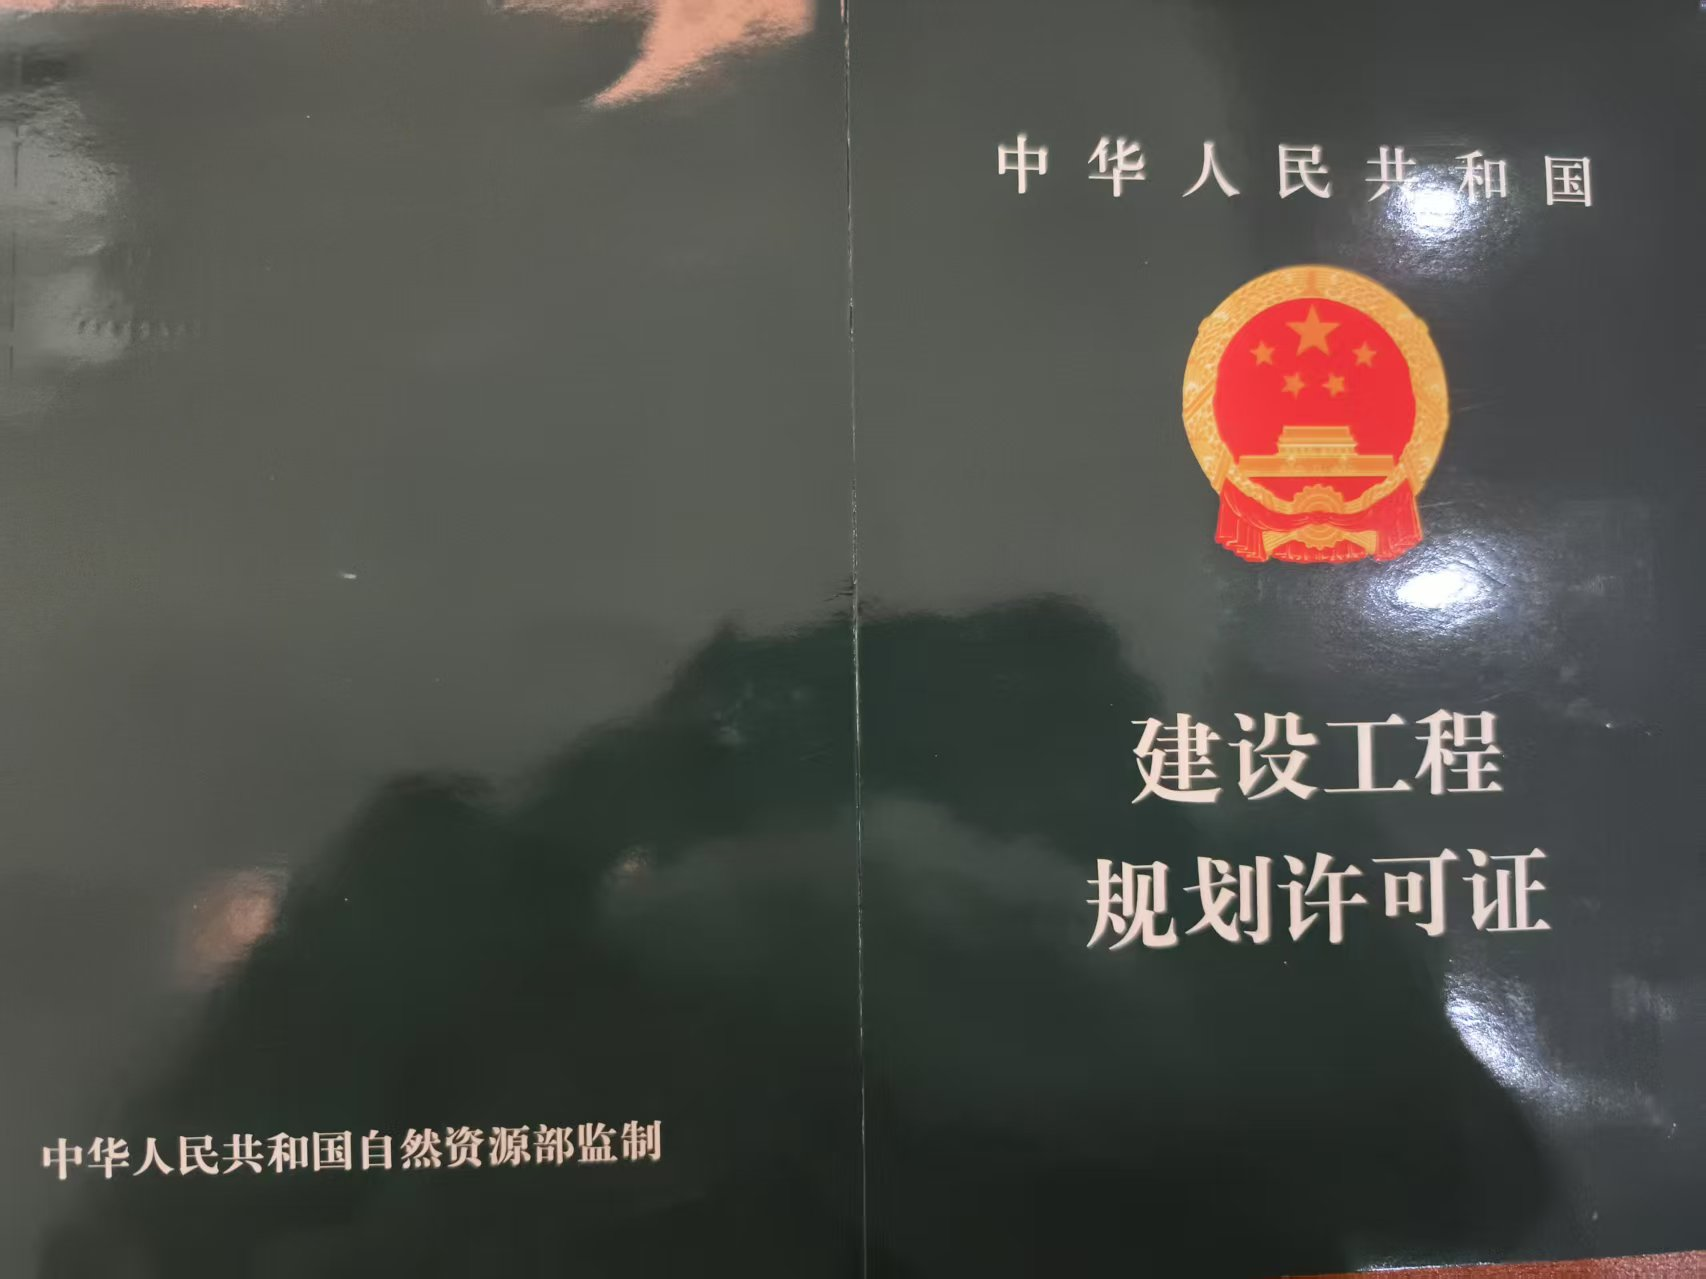 中华人民共和国
建设工程
规划许可证
中华人民共和国自然资源部监制